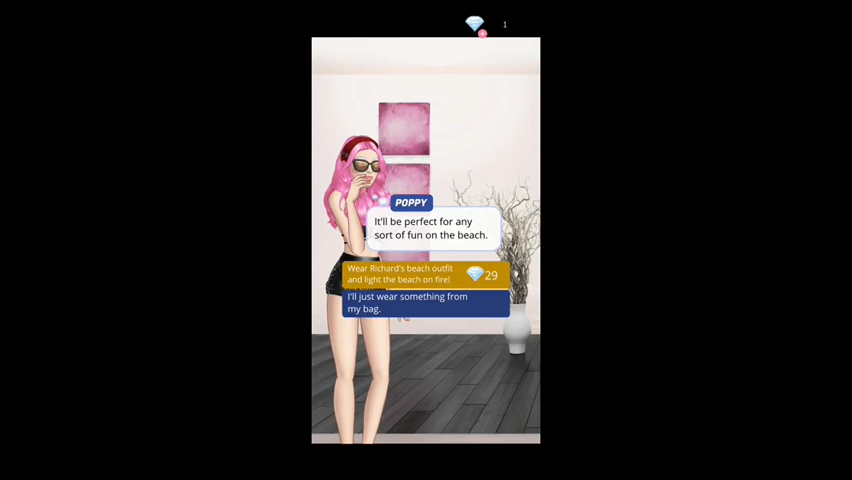 1
POPPY
It'll be perfect for any
sort of fun on the beach.
Wear Richard's beach outfit
and light the beach on fire!
29
I'll just wear something from
my bag.